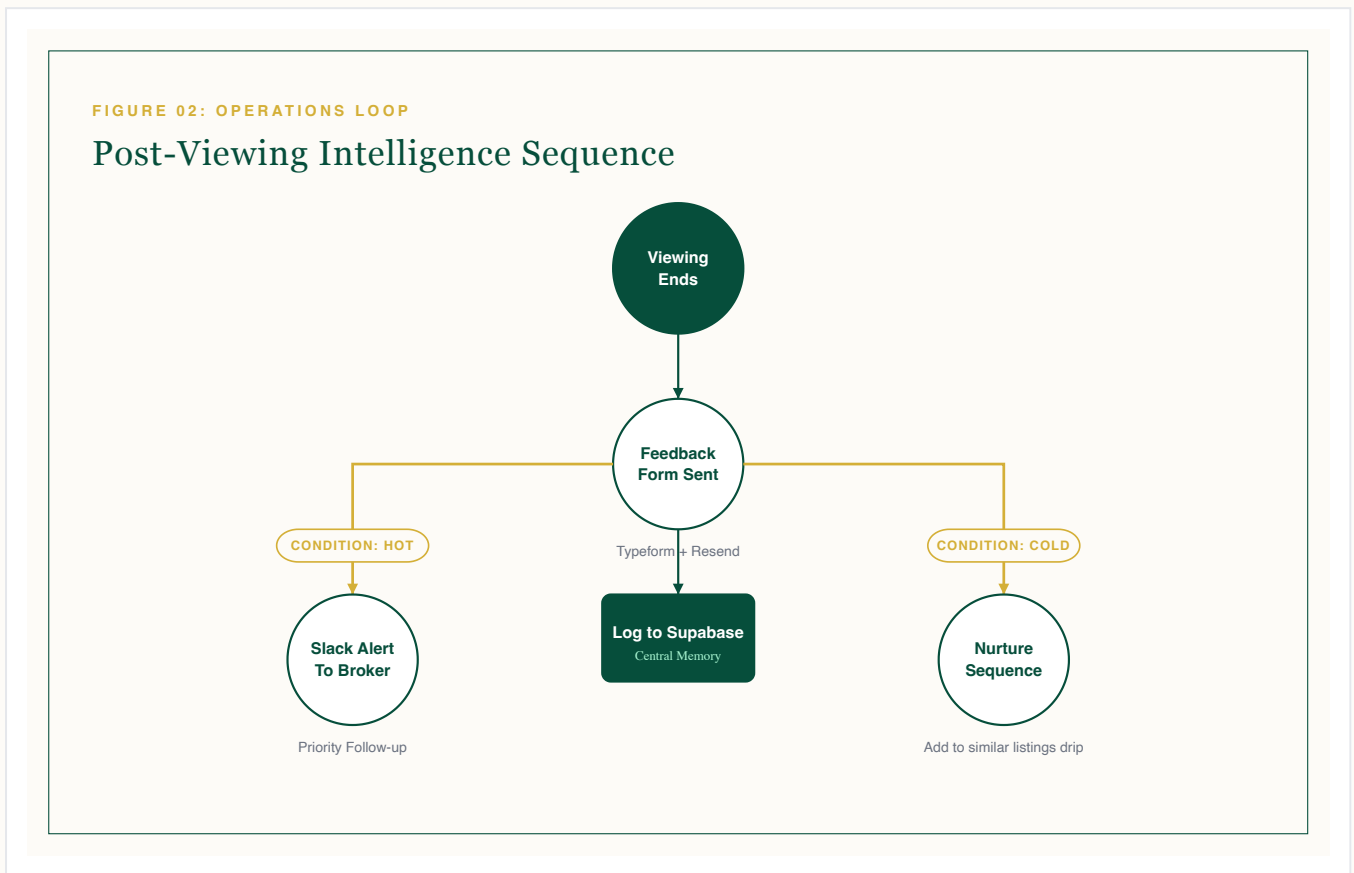 FIGURE 02: OPERATIONS LOOP
Post-Viewing Intelligence Sequence
Viewing
Ends
Feedback
Form Sent
CONDITION: HOT
Typeform + Resend
CONDITION: COLD
Slack Alert
To Broker
Log to Supabase
Central Memory
Nurture
Sequence
Priority Follow-up
Add to similar listings drip